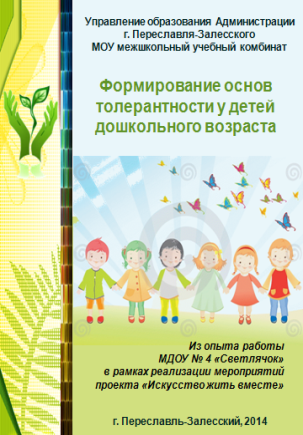 Управление образования Администрации
г. Переславля-Залесского
МОУ межшкольный учебный комбинат
Формирование основ
толерантности у детей
дошкольного возраста
Из опыта работы
МДОУ № 4 «Светлячок»
в рамках реализации мероприятий
проекта «Искусство жить вместе»
г. Переславль-Залесский, 2014